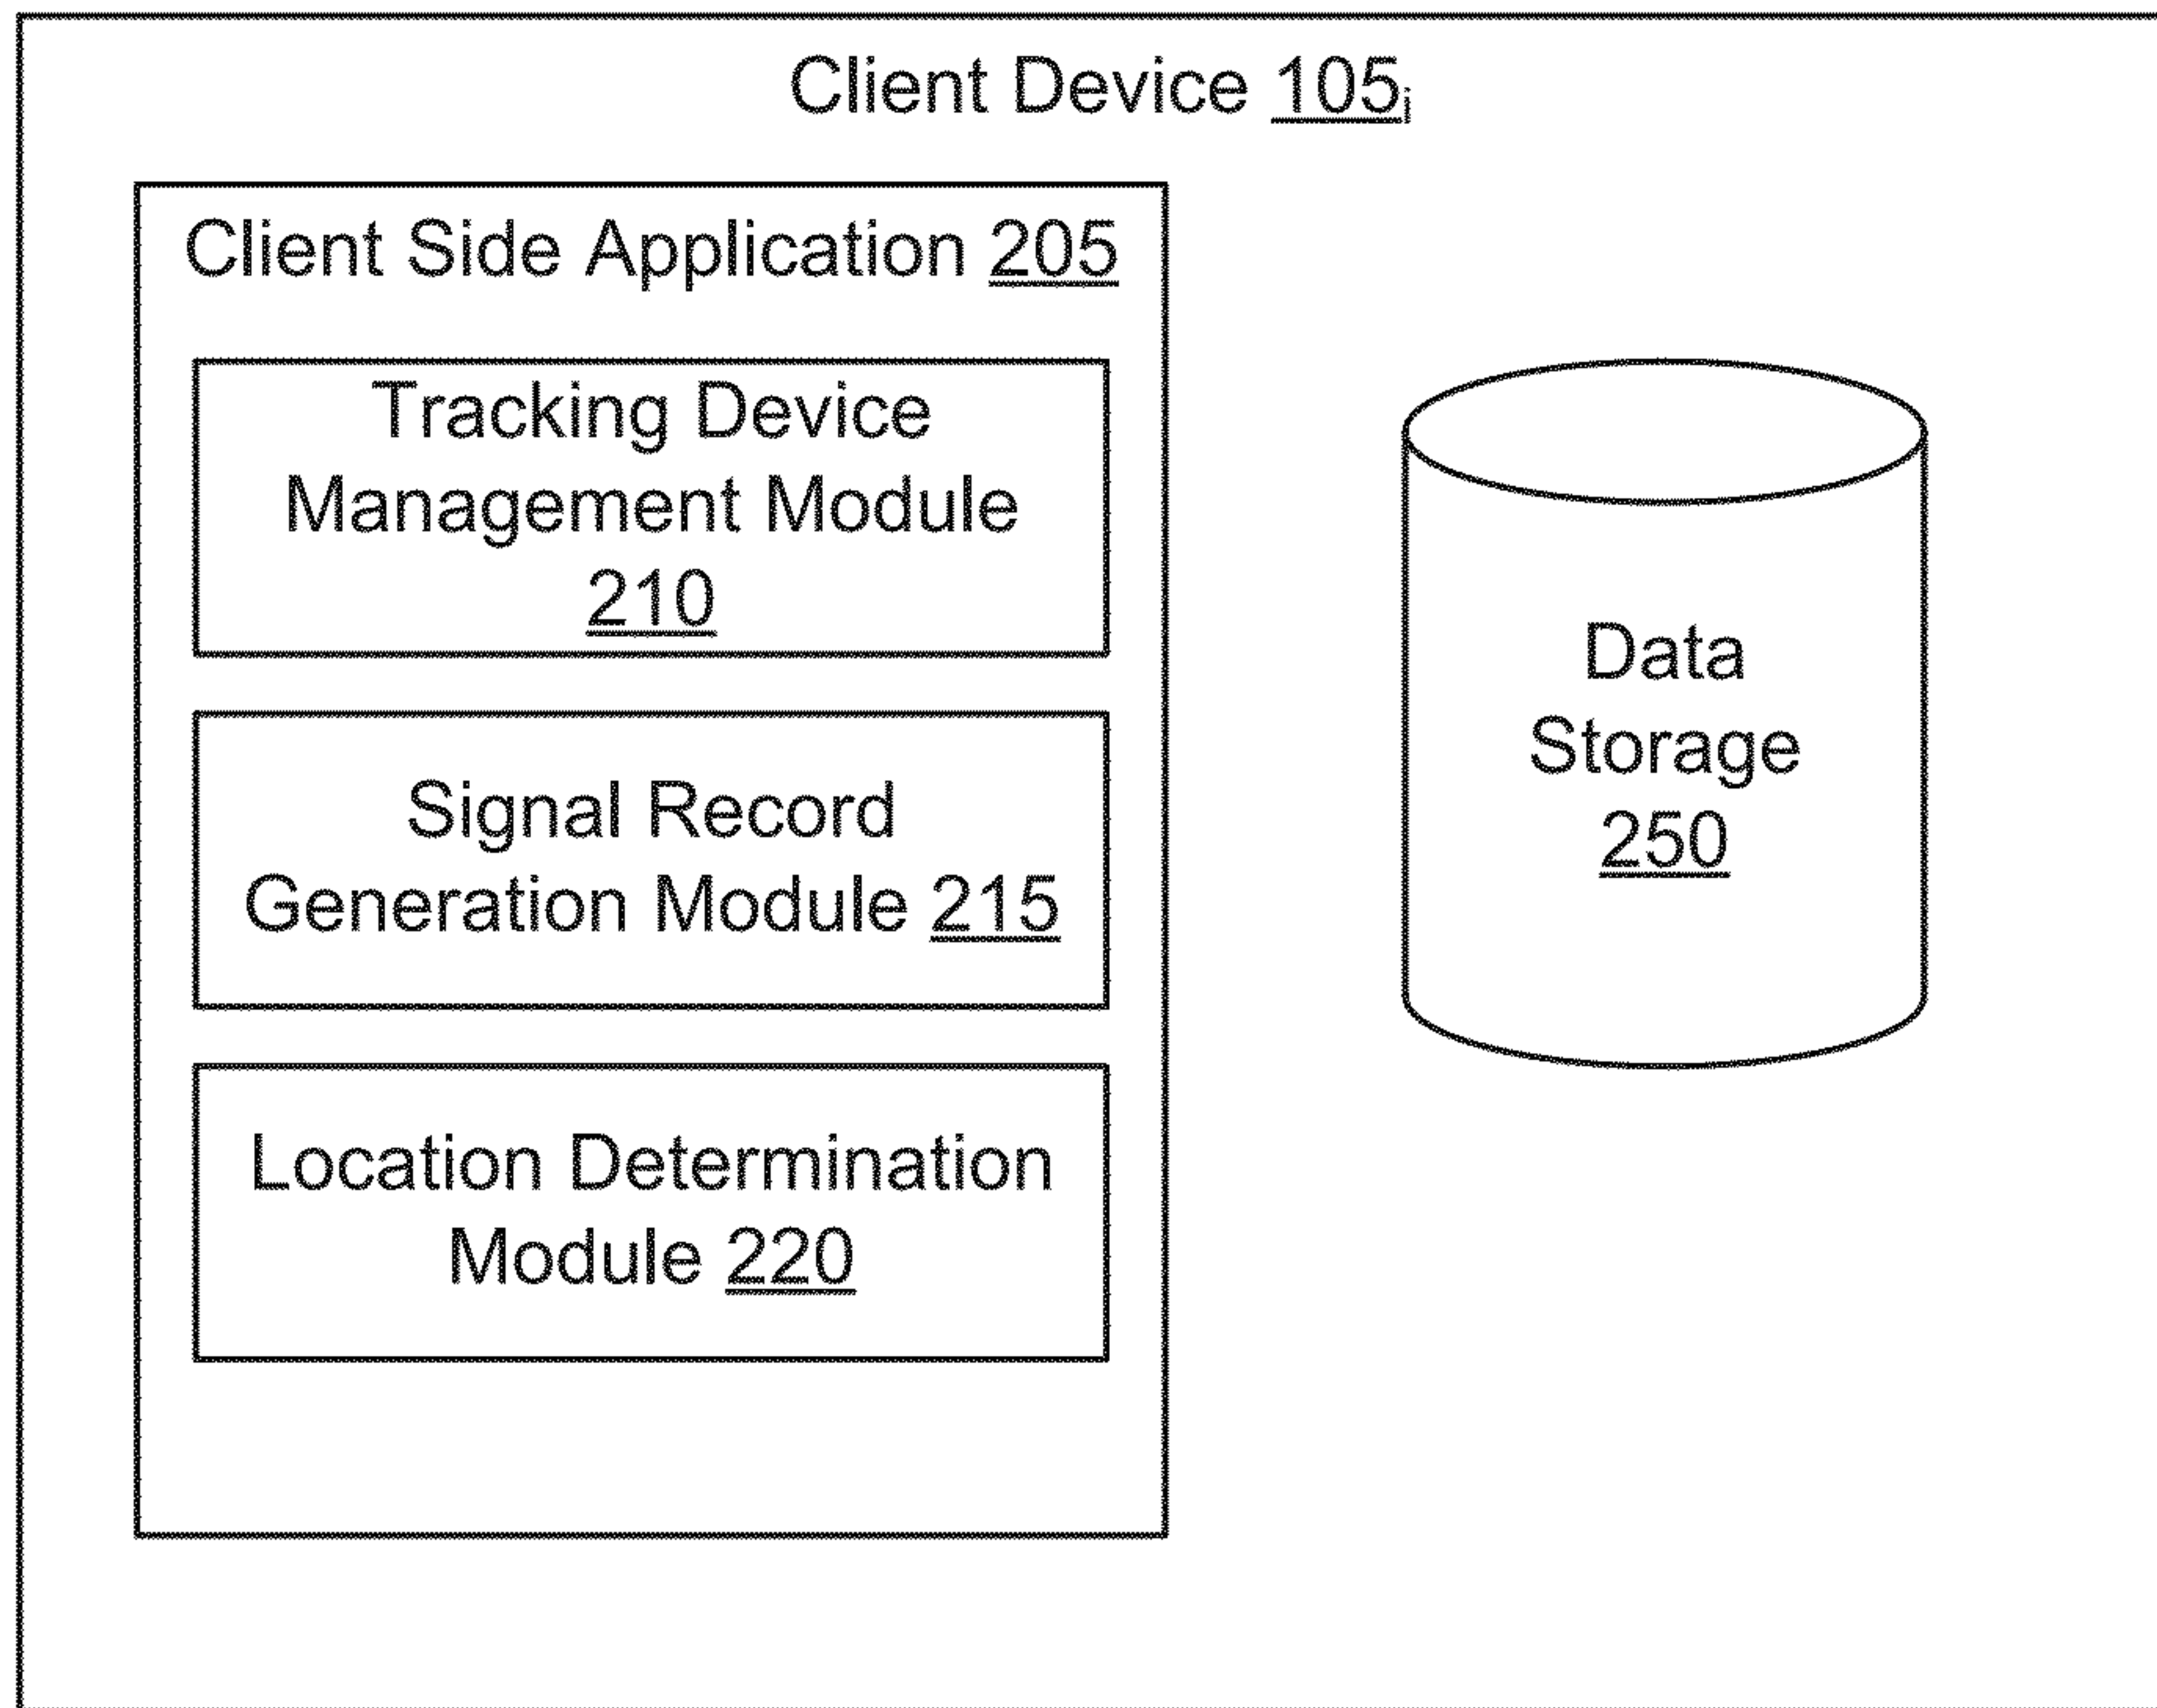 Client Device 105i
Client Side Application 205
Tracking Device
Management Module
210
Signal Record
Generation Module 215
Location Determination
Module 220
Data
Storage
250